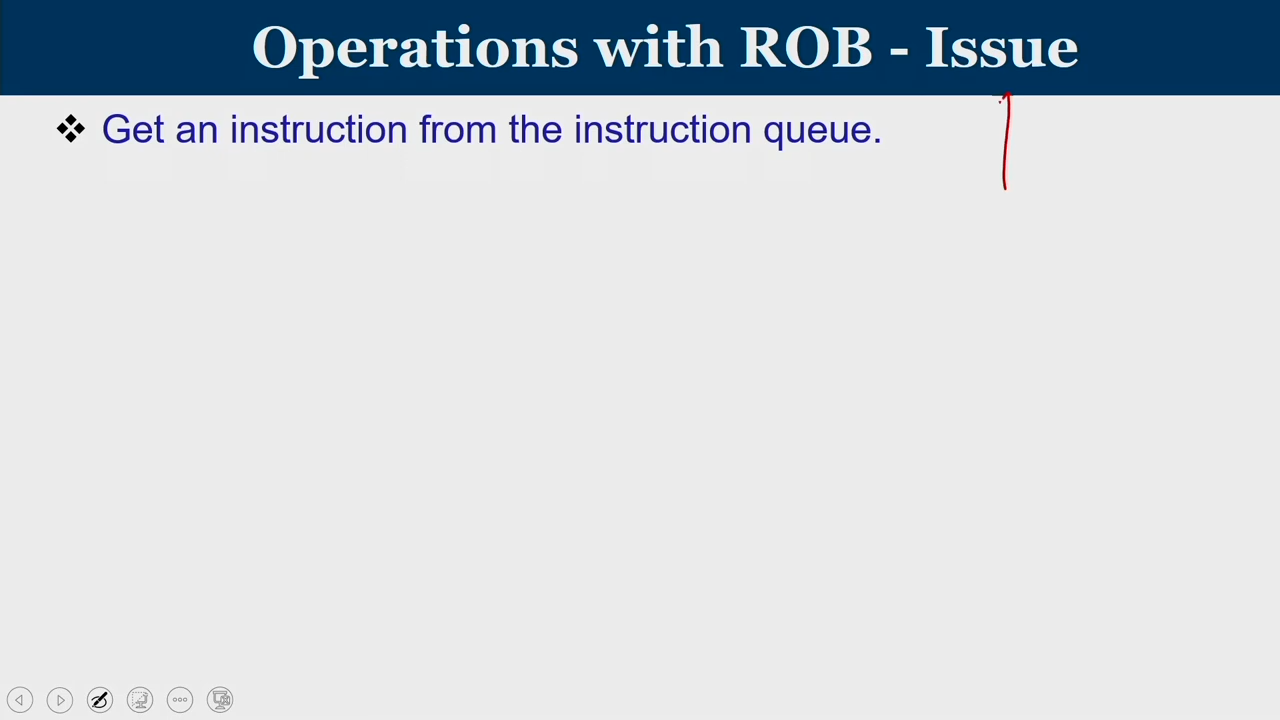 Operations with ROB - Issue
Get an instruction from the instruction queue.